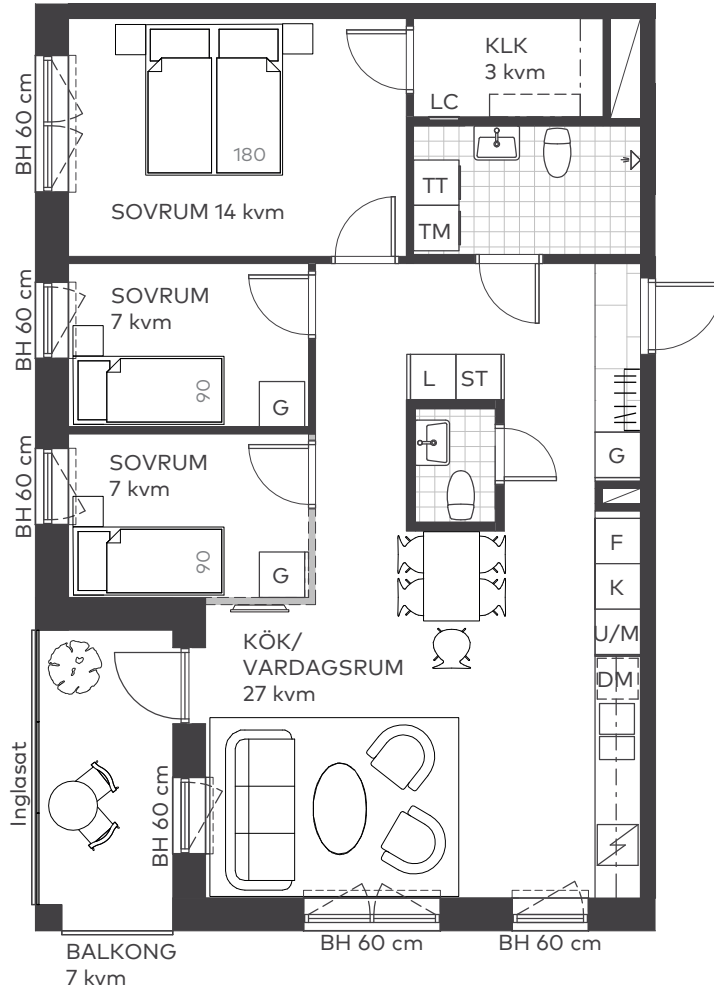 KLK
3 kvm
BH 60 cm
LC
180
TT
SOVRUM 14 kvm
TM
BH 60 cm
SOVRUM
7 kvm
L
ST
90
G
BH 60 cm
SOVRUM
7 kvm
G
F
90
G
K
U/M
KÖK/
VARDAGSRUM
27 kvm
DM
Inglasat
BH 60 cm
BH 60 cm
BH 60 cm
BALKONG
7 kvm